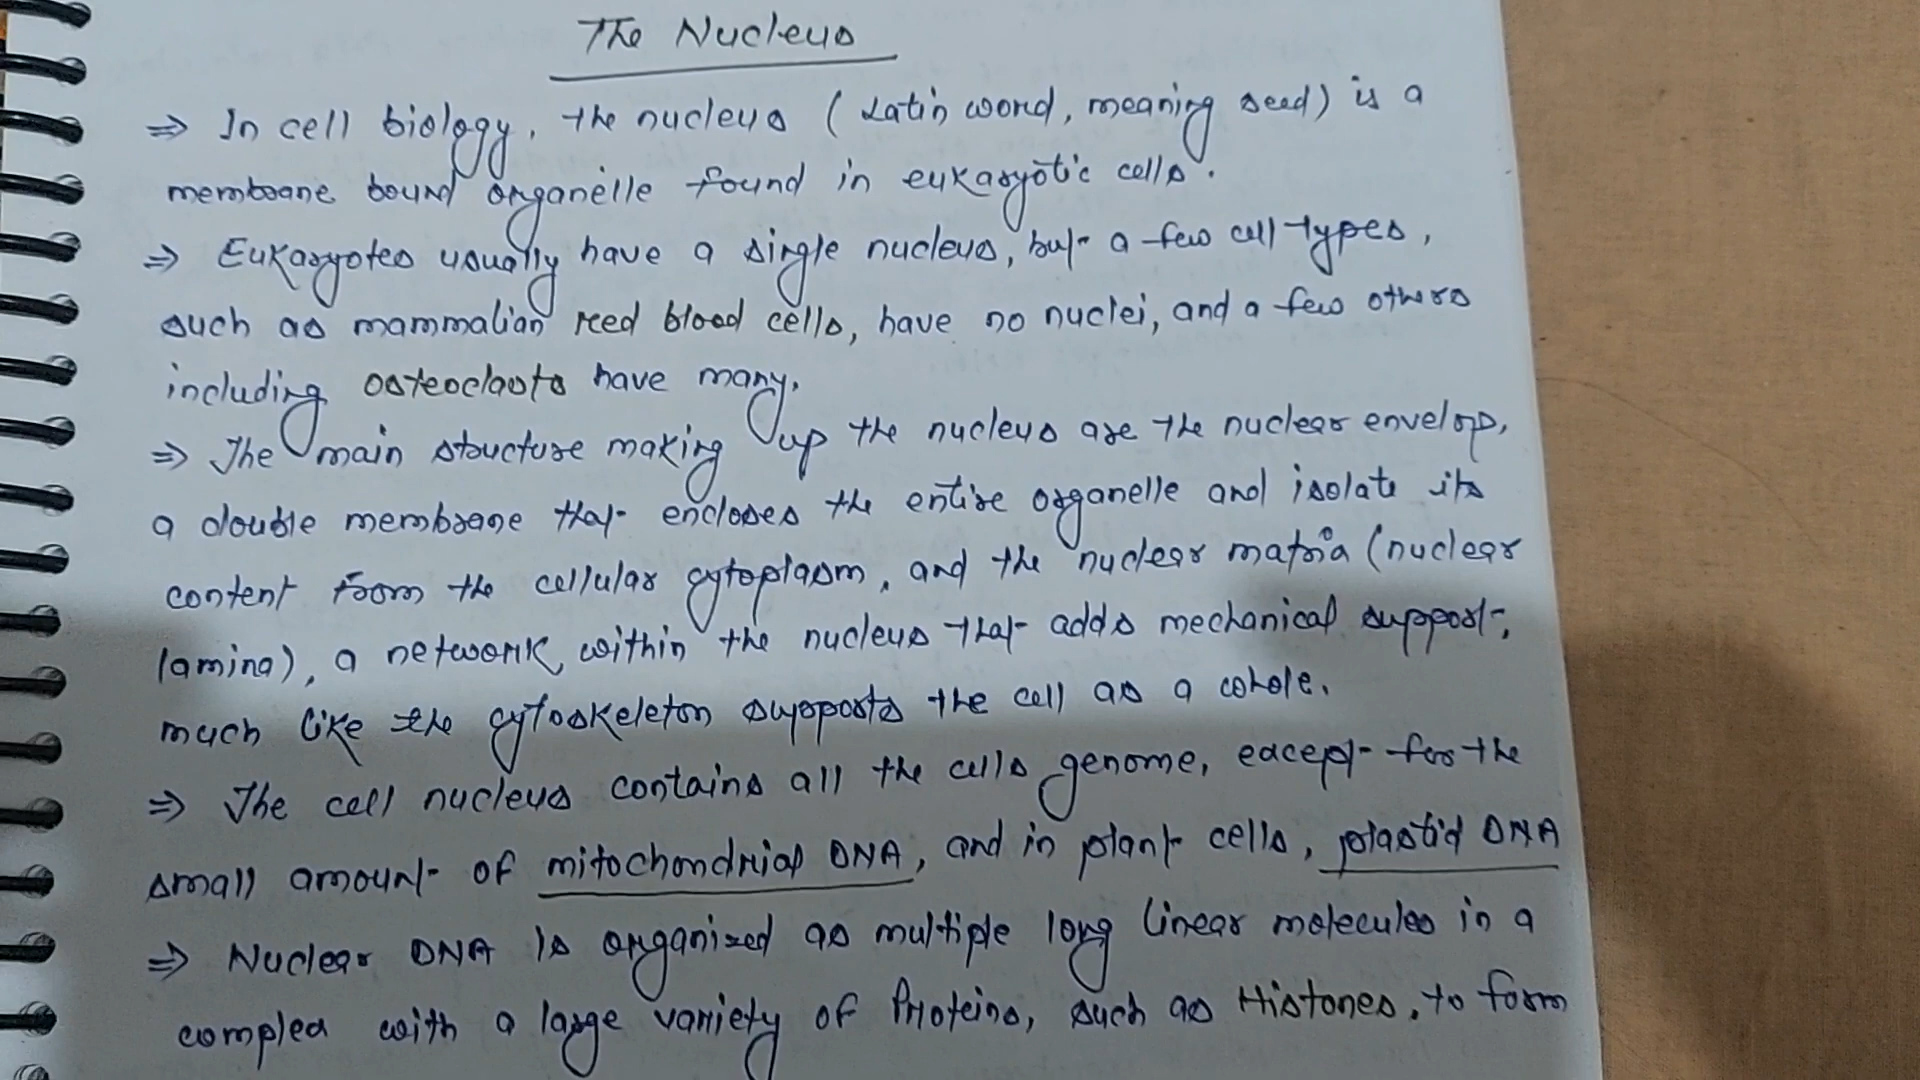 The Nucleus
⇒ In cell biology, the nucleus (Latin word, meaning seed) is a
membrane bound organelle found in eukaryotic cells.
⇒ Eukaryotes usually have a single nucleus, but a few cell types,
such as mammalian reed blood cells, have no nuclei, and a few others
including osteoclasts have many.
⇒ The main structure making up the nucleus are the nuclear envelop,
a double membrane that encloses the entire organelle and isolate its
content from the cellular cytoplasm, and the nuclear matrix (nuclear
lamina), a network within the nucleus that adds mechanical support,
much like the cytoskeleton supports the cell as a whole.
⇒ The cell nucleus contains all the cells genome, except for the
small amount of mitochondrial DNA, and in plant cells, plastid DNA
⇒ Nuclear DNA is organized as multiple long linear molecules in a
complex with a large variety of Proteins, such as Histones, to form